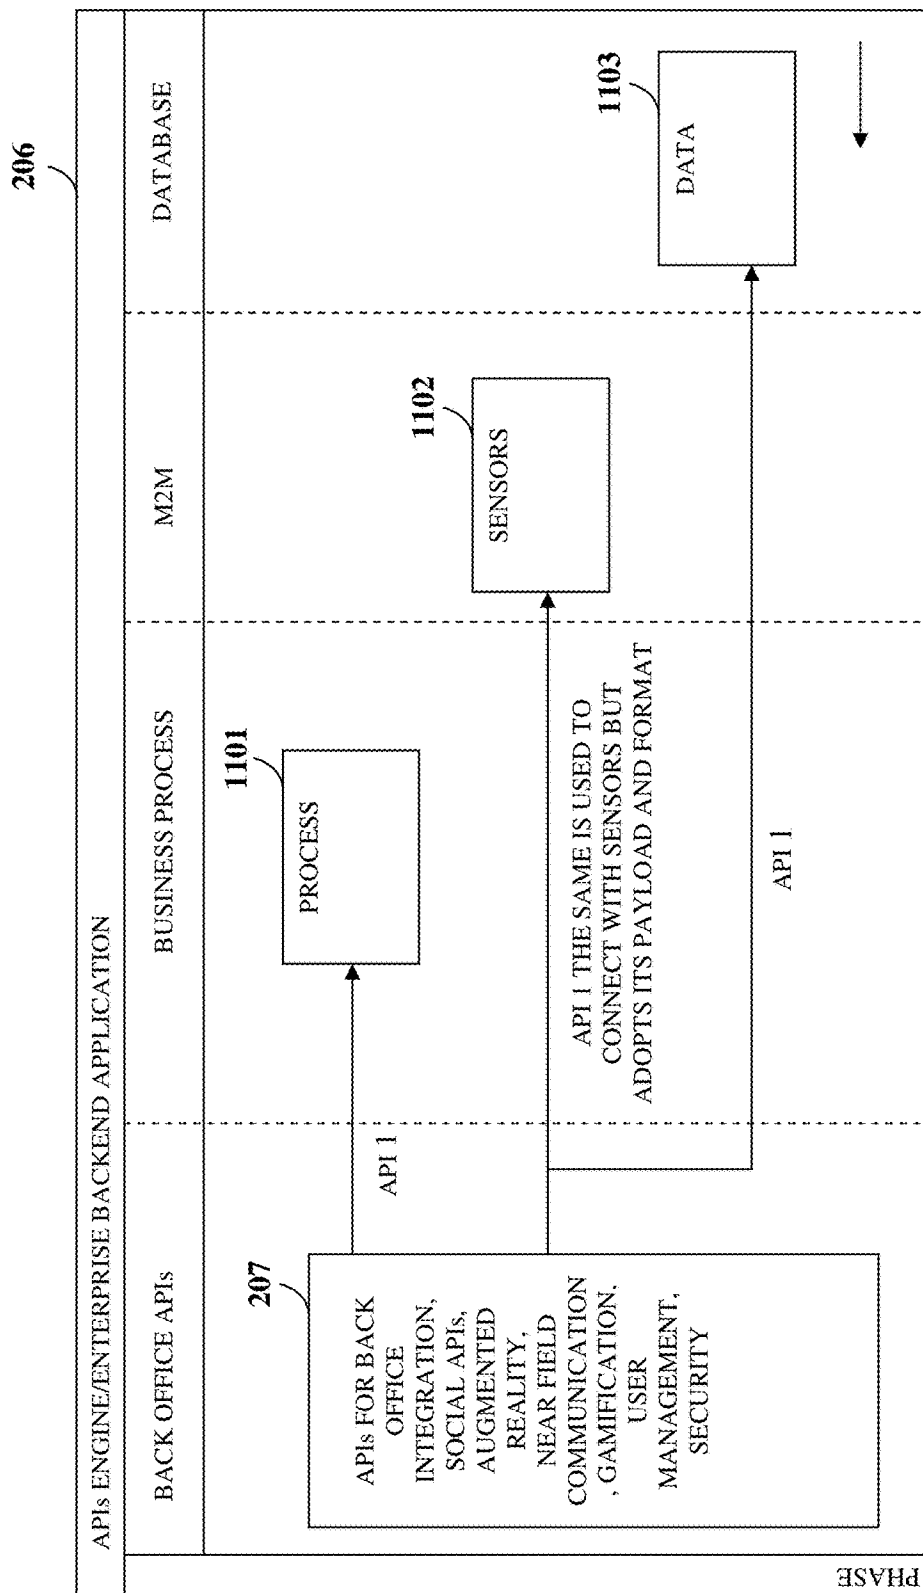 206
APIs ENGINE/ENTERPRISE BACKEND APPLICATION
BACK OFFICE APIs
BUSINESS PROCESS
M2M
DATABASE
PHASE
207
APIs FOR BACK
OFFICE
INTEGRATION,
SOCIAL APIs,
AUGMENTED
REALITY,
NEAR FIELD
COMMUNICATION
, GAMIFICATION,
USER
MANAGEMENT,
SECURITY
API 1
1101
PROCESS
1102
SENSORS
API 1 THE SAME IS USED TO
CONNECT WITH SENSORS BUT
ADOPTS ITS PAYLOAD AND FORMAT
API 1
1103
DATA